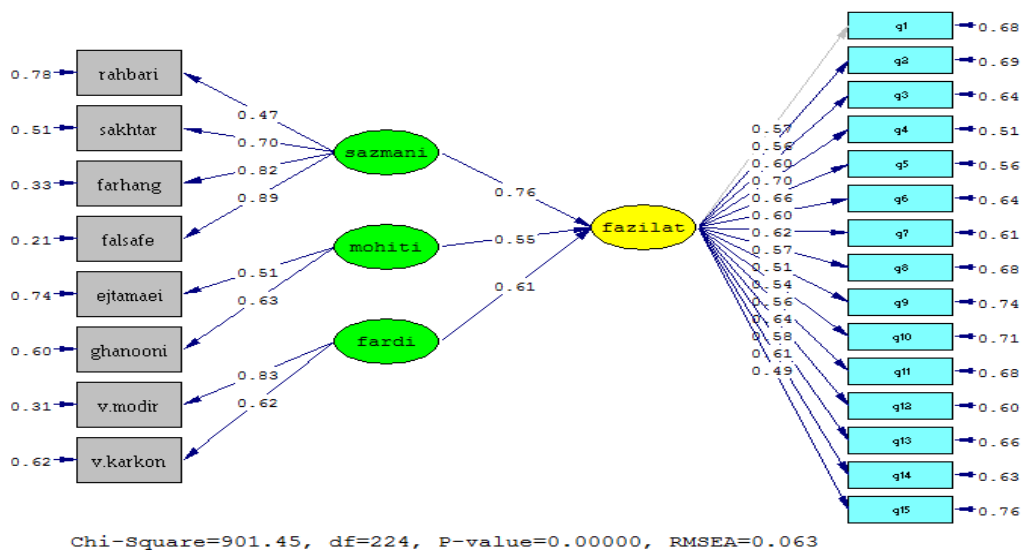 0.78 rahbari
0.51 sakhtar
0.33 farhang
0.21 falsafe
0.74 ejtamaei
0.60 ghanooni
0.31 v.modir
0.62 v.karkon
0.47
0.70
0.82
0.89
0.51
0.63
0.83
0.62
sazmani
mohiti
fardi
0.76
0.55
0.61
fazilat
0.57
0.56
0.60
0.70
0.66
0.60
0.62
0.57
0.51
0.54
0.56
0.64
0.58
0.61
0.49
q1 0.68
q2 0.69
q3 0.64
q4 0.51
q5 0.56
q6 0.64
q7 0.61
q8 0.68
q9 0.74
q10 0.71
q11 0.68
q12 0.60
q13 0.66
q14 0.63
q15 0.76
Chi-Square=901.45, df=224, P-value=0.00000, RMSEA=0.063